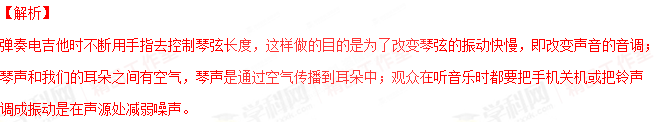 【解析】
弹奏电吉他时不断用手指去控制琴弦长度，这样做的目的是为了改变琴弦的振动快慢，即改变声音的音调；
琴声和我们的耳朵之间有空气，琴声是通过空气传播到耳朵中；观众在听音乐时都要把手机关机或把铃声
调成振动是在声源处减弱噪声。